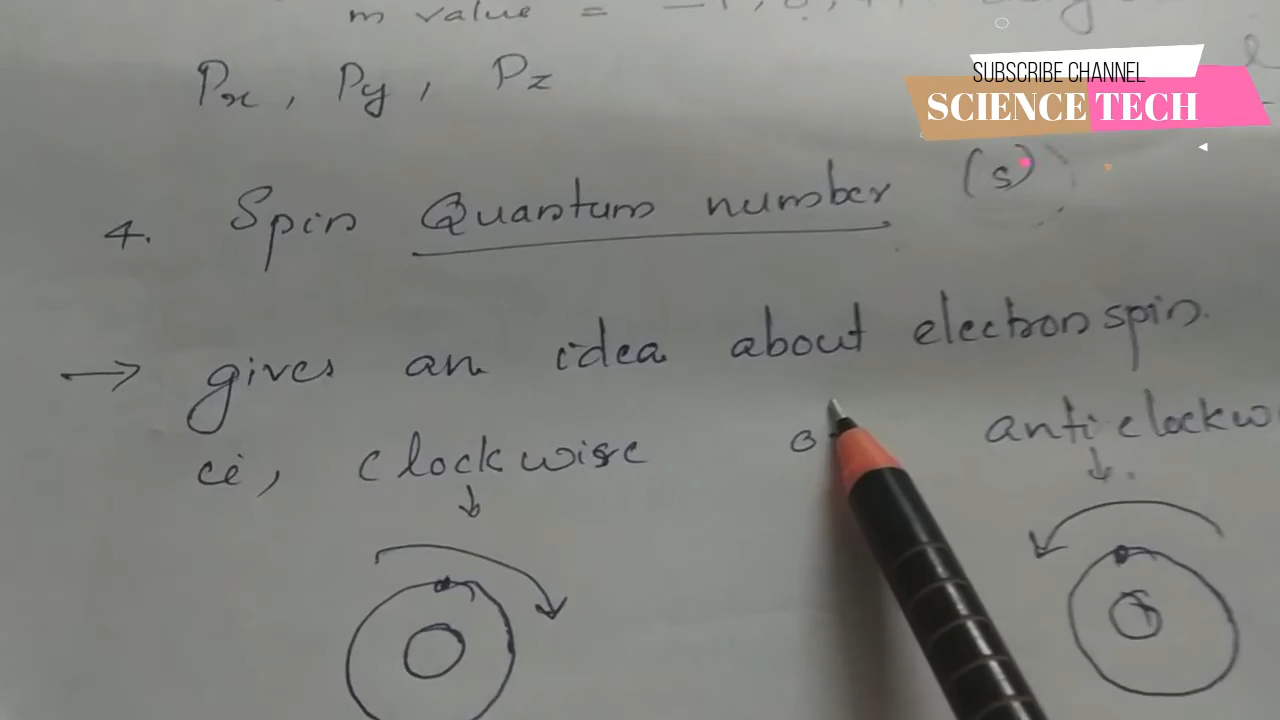 m value = -1, 0, +1
Px, Py, Pz
SUBSCRIBE CHANNEL
SCIENCE TECH
4. Spin Quantum number (s)
→ gives an idea about electron spin.
ie, clockwise anticlockw